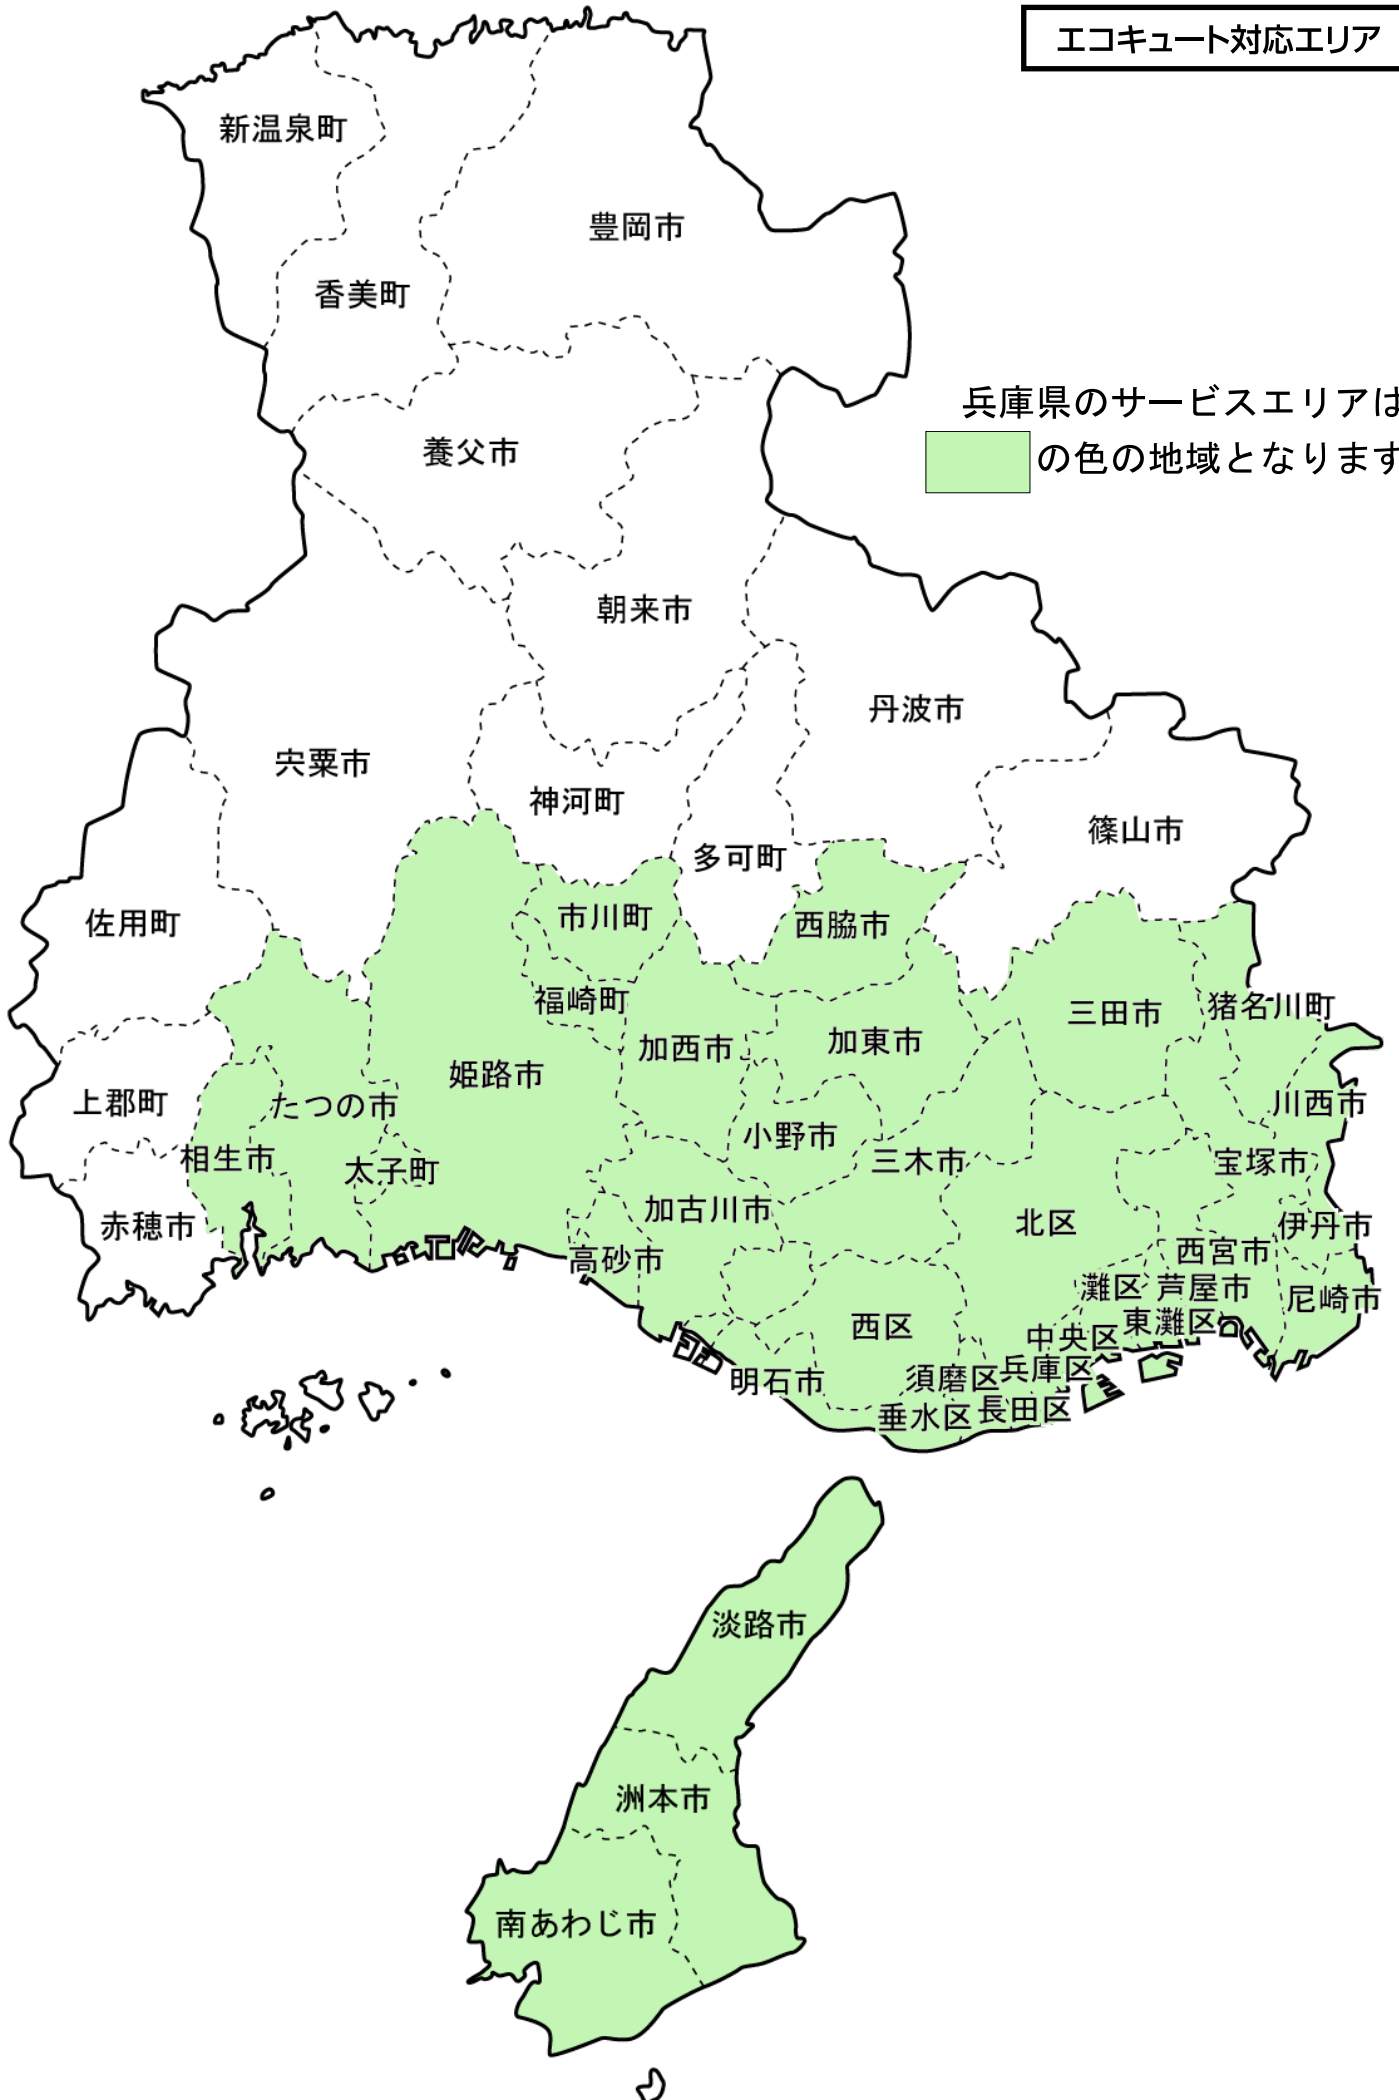 エコキュート対応エリア
新温泉町
豊岡市
香美町
兵庫県のサービスエリアは
の色の地域となります
養父市
朝来市
丹波市
宍粟市
神河町
篠山市
多可町
佐用町
市川町
西脇市
福崎町
猪名川町
三田市
加東市
加西市
姫路市
上郡町
たつの市
川西市
小野市
相生市
三木市
宝塚市
太子町
加古川市
北区
赤穂市
伊丹市
西宮市
高砂市
灘区
芦屋市
尼崎市
東灘区
西区
中央区
兵庫区
須磨区
明石市
長田区
垂水区
淡路市
洲本市
南あわじ市